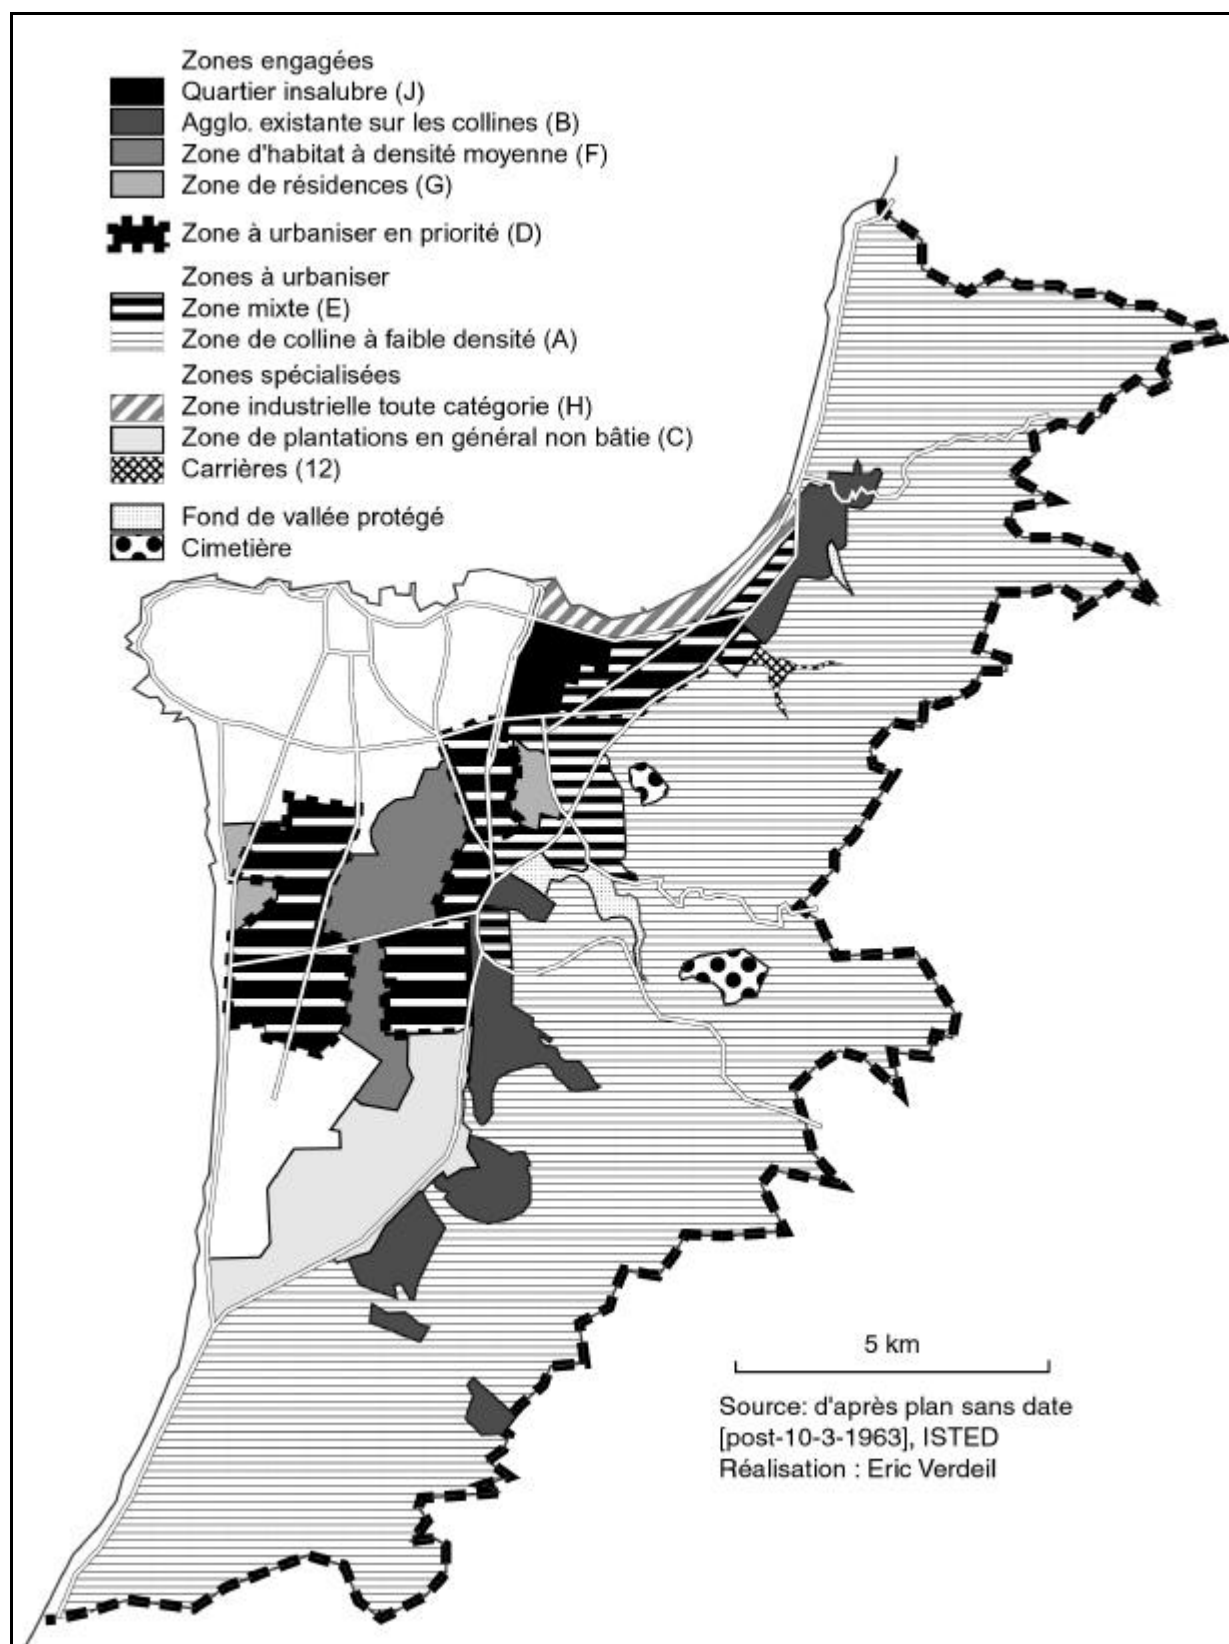 Zones engagées
Quartier insalubre (J)
Agglo. existante sur les collines (B)
Zone d'habitat à densité moyenne (F)
Zone de résidences (G)
Zone à urbaniser en priorité (D)
Zones à urbaniser
Zone mixte (E)
Zone de colline à faible densité (A)
Zones spécialisées
Zone industrielle toute catégorie (H)
Zone de plantations en général non bâtie (C)
Carrières (12)
Fond de vallée protégé
Cimetière
5 km
Source: d'après plan sans date
[post-10-3-1963], ISTED
Réalisation : Eric Verdeil